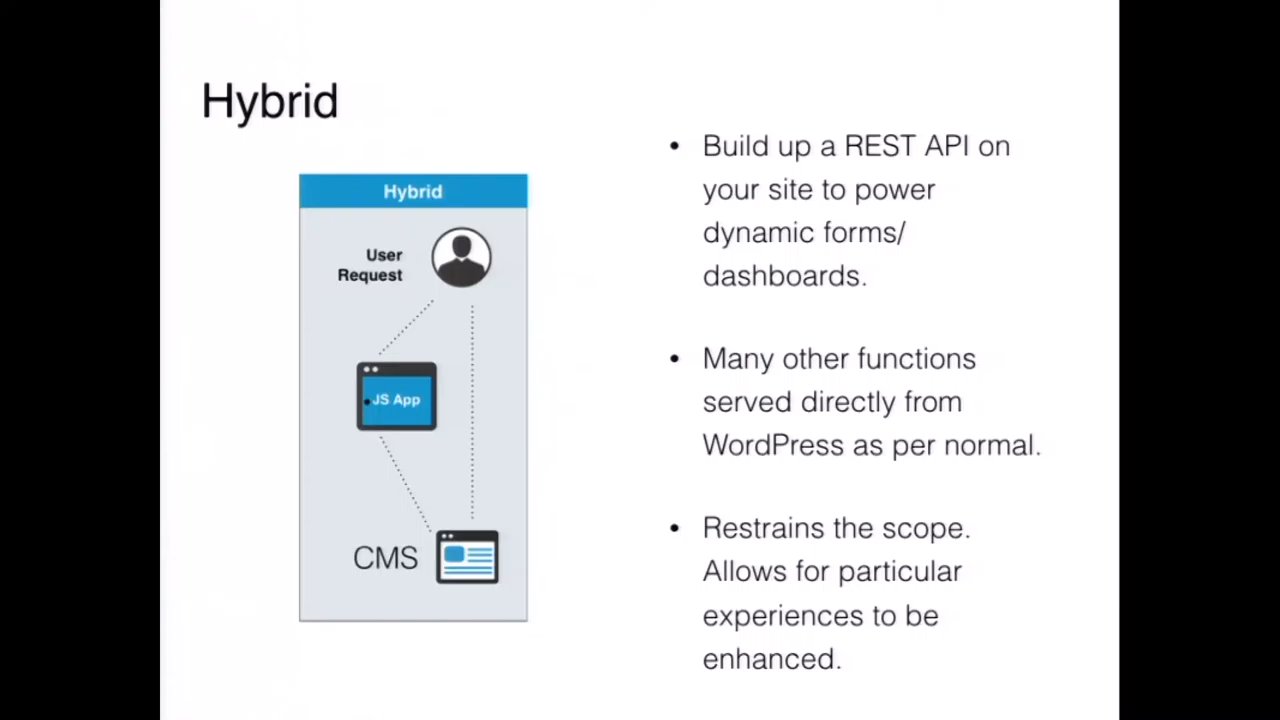 Hybrid
Hybrid
User
Request
JS App
CMS
• Build up a REST API on
your site to power
dynamic forms/
dashboards.
• Many other functions
served directly from
WordPress as per normal.
• Restrains the scope.
Allows for particular
experiences to be
enhanced.